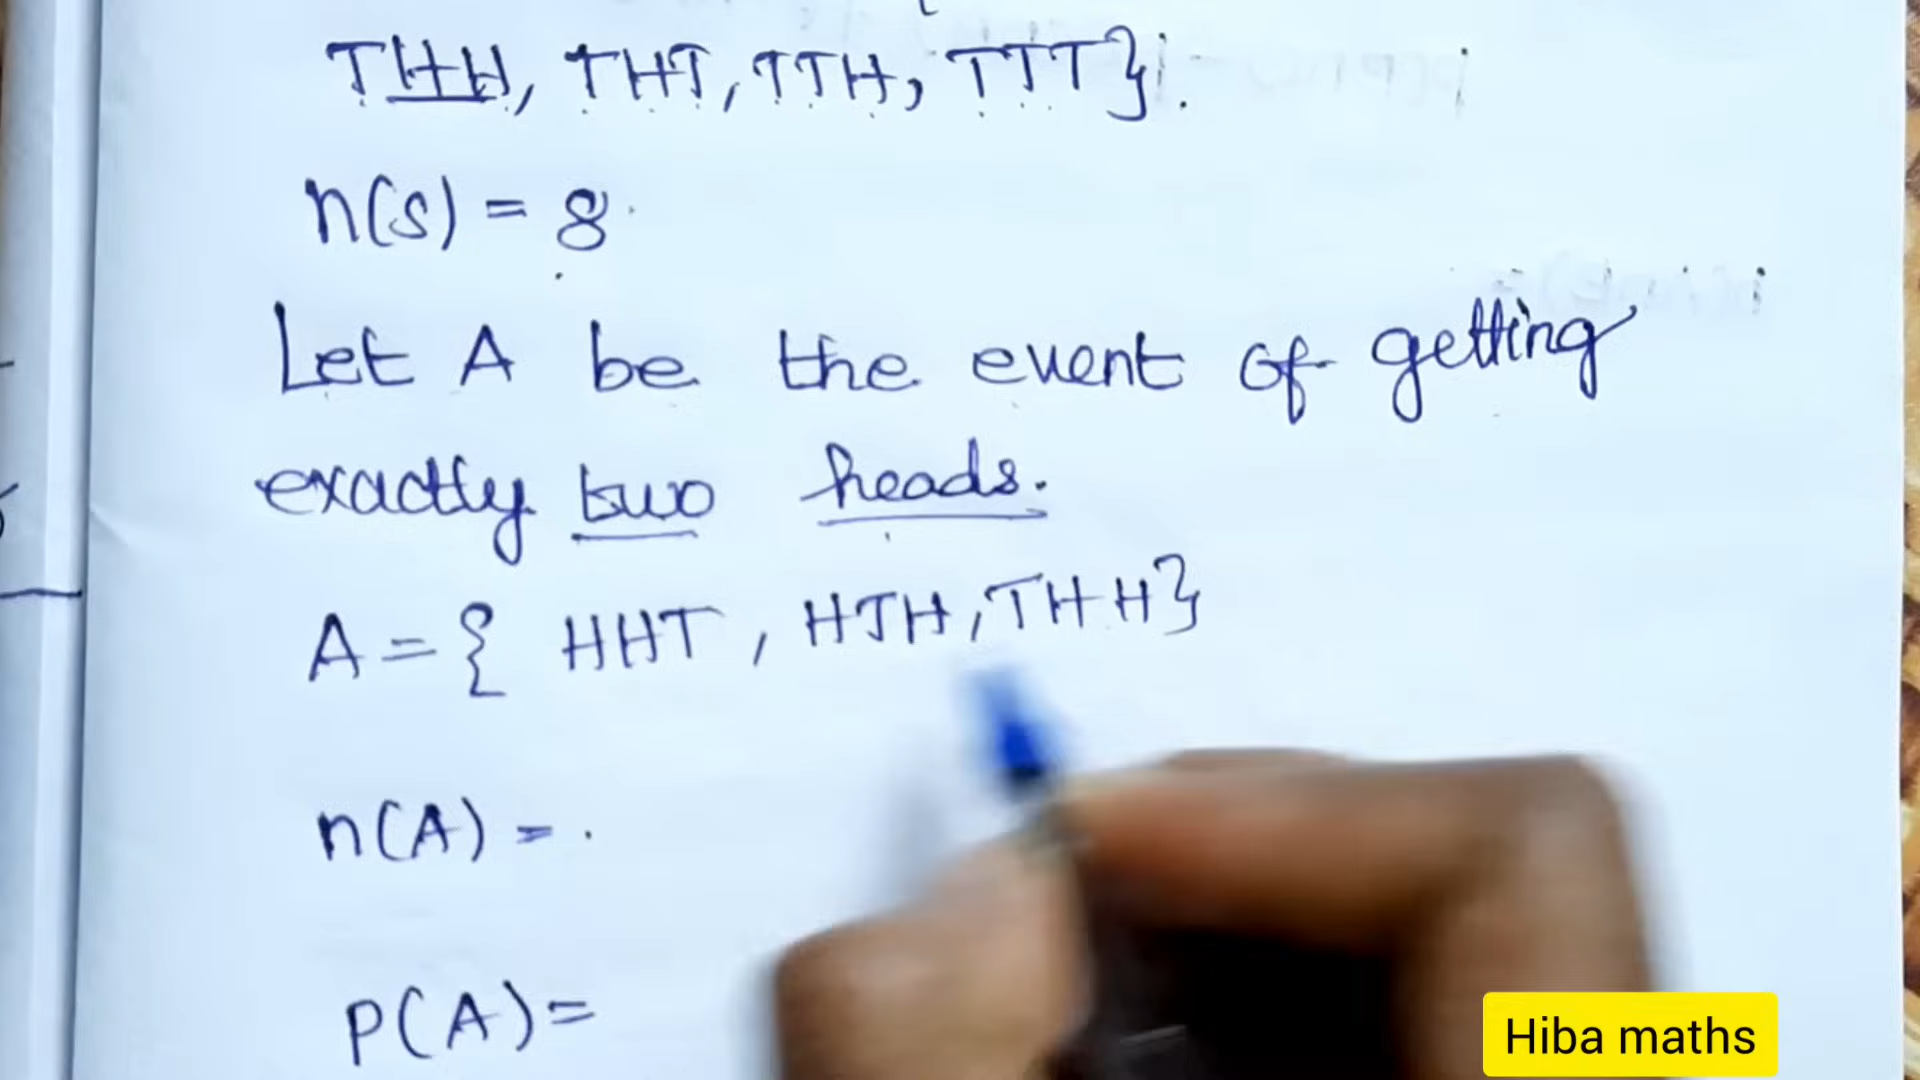 THH, THT, TTH, TTT}.
n(s) = 8
Let A be the event of getting
exactly two heads.
A = { HHT, HTH, THH}
n(A) =
P(A) =
Hiba maths